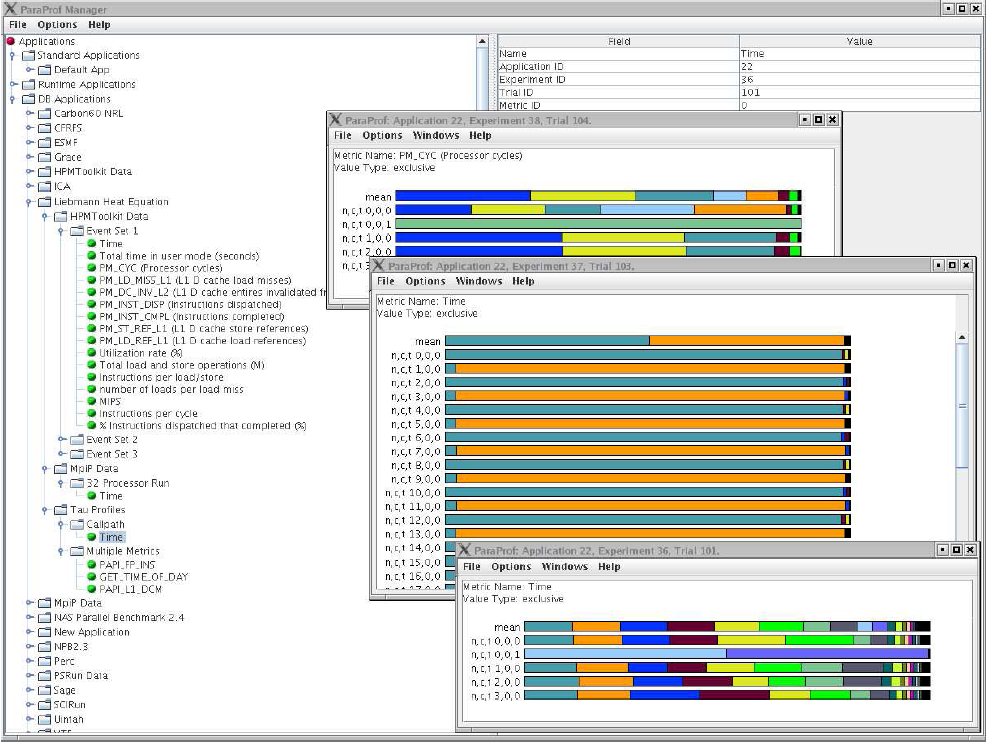 ParaProf Manager
File Options Help
Applications
Standard Applications
Default App
Runtime Applications
DB Applications
Carbon60 NRL
CFRFS
ESMF
Grace
HPMToolkit Data
ICA
Liebmann Heat Equation
HPMToolkit Data
Event Set 1
Time
Total time in user mode (seconds)
PM_CYC (Processor cycles)
PM_LD_MISS_L1 (L1 D cache load misses)
PM_DC_INV_L2 (L1 D cache entires invalidated fr
PM_INST_DISP (Instructions dispatched)
PM_INST_CMPL (Instructions completed)
PM_ST_REF_L1 (L1 D cache store references)
PM_LD_REF_L1 (L1 D cache load references)
Utilization rate (%)
Total load and store operations (M)
Instructions per load/store
number of loads per load miss
MIPS
Instructions per cycle
% Instructions dispatched that completed (%)
Event Set 2
Event Set 3
MpiP Data
32 Processor Run
Time
Tau Profiles
Callpath
Time
Multiple Metrics
PAPI_FP_INS
GET_TIME_OF_DAY
PAPI_L1_DCM
MpiP Data
NAS Parallel Benchmark 2.4
New Application
NPB2.3
Perc
PSRun Data
Sage
SCIRun
Uintah
Field Value
Name Time
Application ID 22
Experiment ID 36
Trial ID 101
Metric ID 0
ParaProf: Application 22, Experiment 38, Trial 104.
File Options Windows Help
Metric Name: PM_CYC (Processor cycles)
Value Type: exclusive
mean
n,c,t 0,0,0
n,c,t 0,0,1
n,c,t 1,0,0
n,c,t 2,0,0
n,c,t 3
ParaProf: Application 22, Experiment 37, Trial 103.
File Options Windows Help
Metric Name: Time
Value Type: exclusive
mean
n,c,t 0,0,0
n,c,t 1,0,0
n,c,t 2,0,0
n,c,t 3,0,0
n,c,t 4,0,0
n,c,t 5,0,0
n,c,t 6,0,0
n,c,t 7,0,0
n,c,t 8,0,0
n,c,t 9,0,0
n,c,t 10,0,0
n,c,t 11,0,0
n,c,t 12,0,0
n,c,t 13,0,0
n,c,t 14,0,0
n,c,t 15,0,0
n,c,t 16,0,0
ParaProf: Application 22, Experiment 36, Trial 101.
File Options Windows Help
Metric Name: Time
Value Type: exclusive
mean
n,c,t 0,0,0
n,c,t 0,0,1
n,c,t 1,0,0
n,c,t 2,0,0
n,c,t 3,0,0